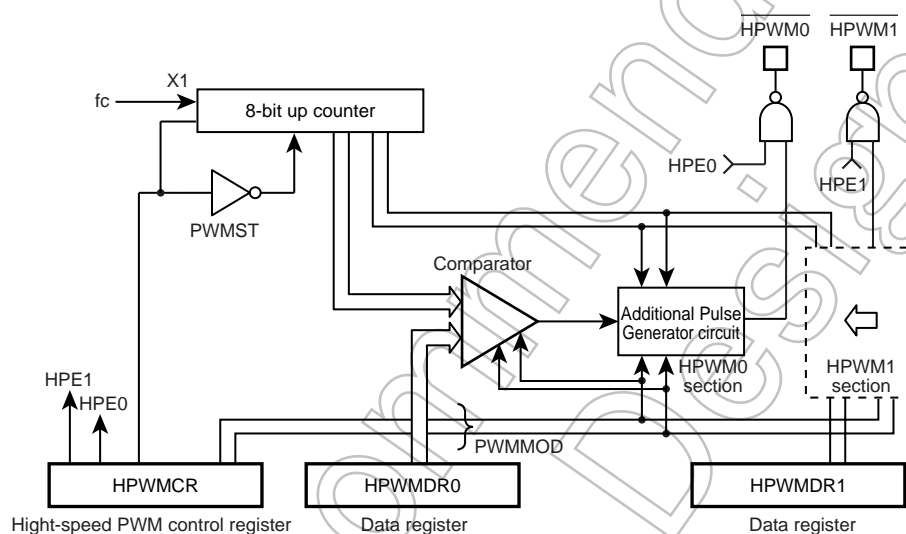 HPWM0 HPWM1
X1
fc
8-bit up counter
HPE0
HPE1
PWMST
Comparator
Additional Pulse
Generator circuit
HPWM0
section
HPWM1
section
HPE1
HPE0
PWMMOD
HPWMCR
HPWMDR0
HPWMDR1
Hight-speed PWM control register
Data register
Data register